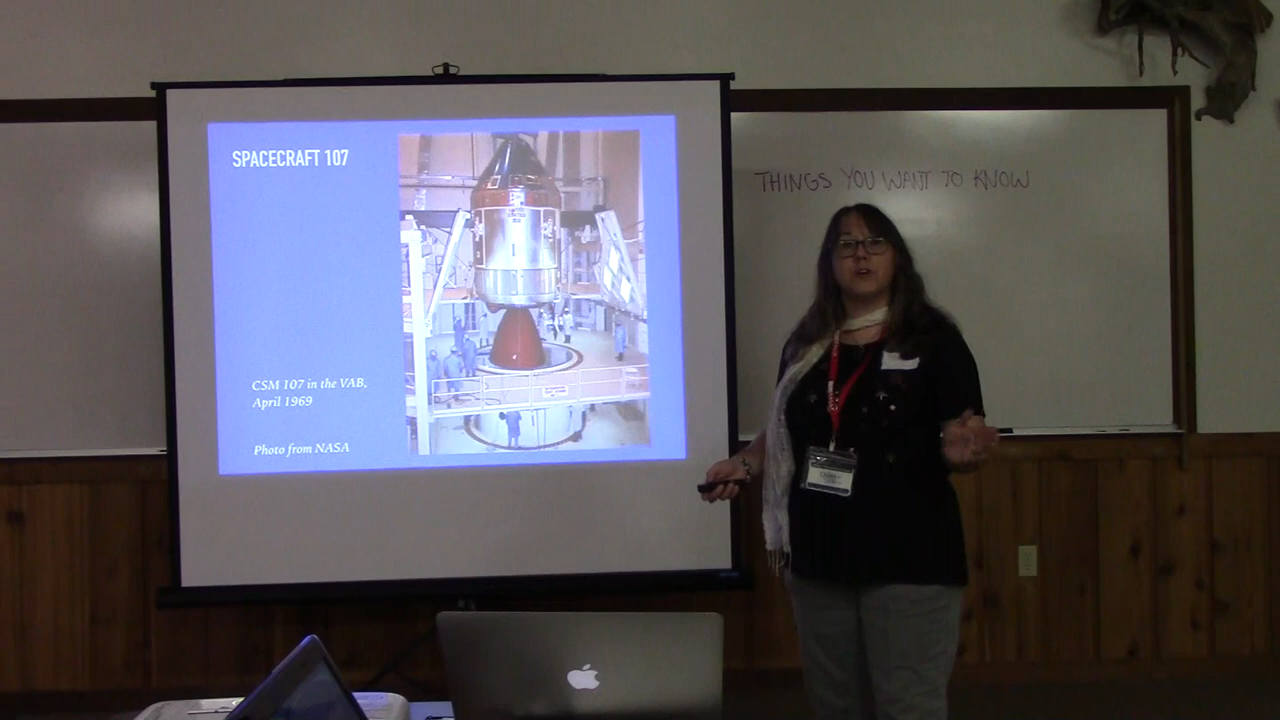 SPACECRAFT 107
CSM 107 in the VAB,
April 1969
Photo from NASA
THINGS YOU WANT TO KNOW